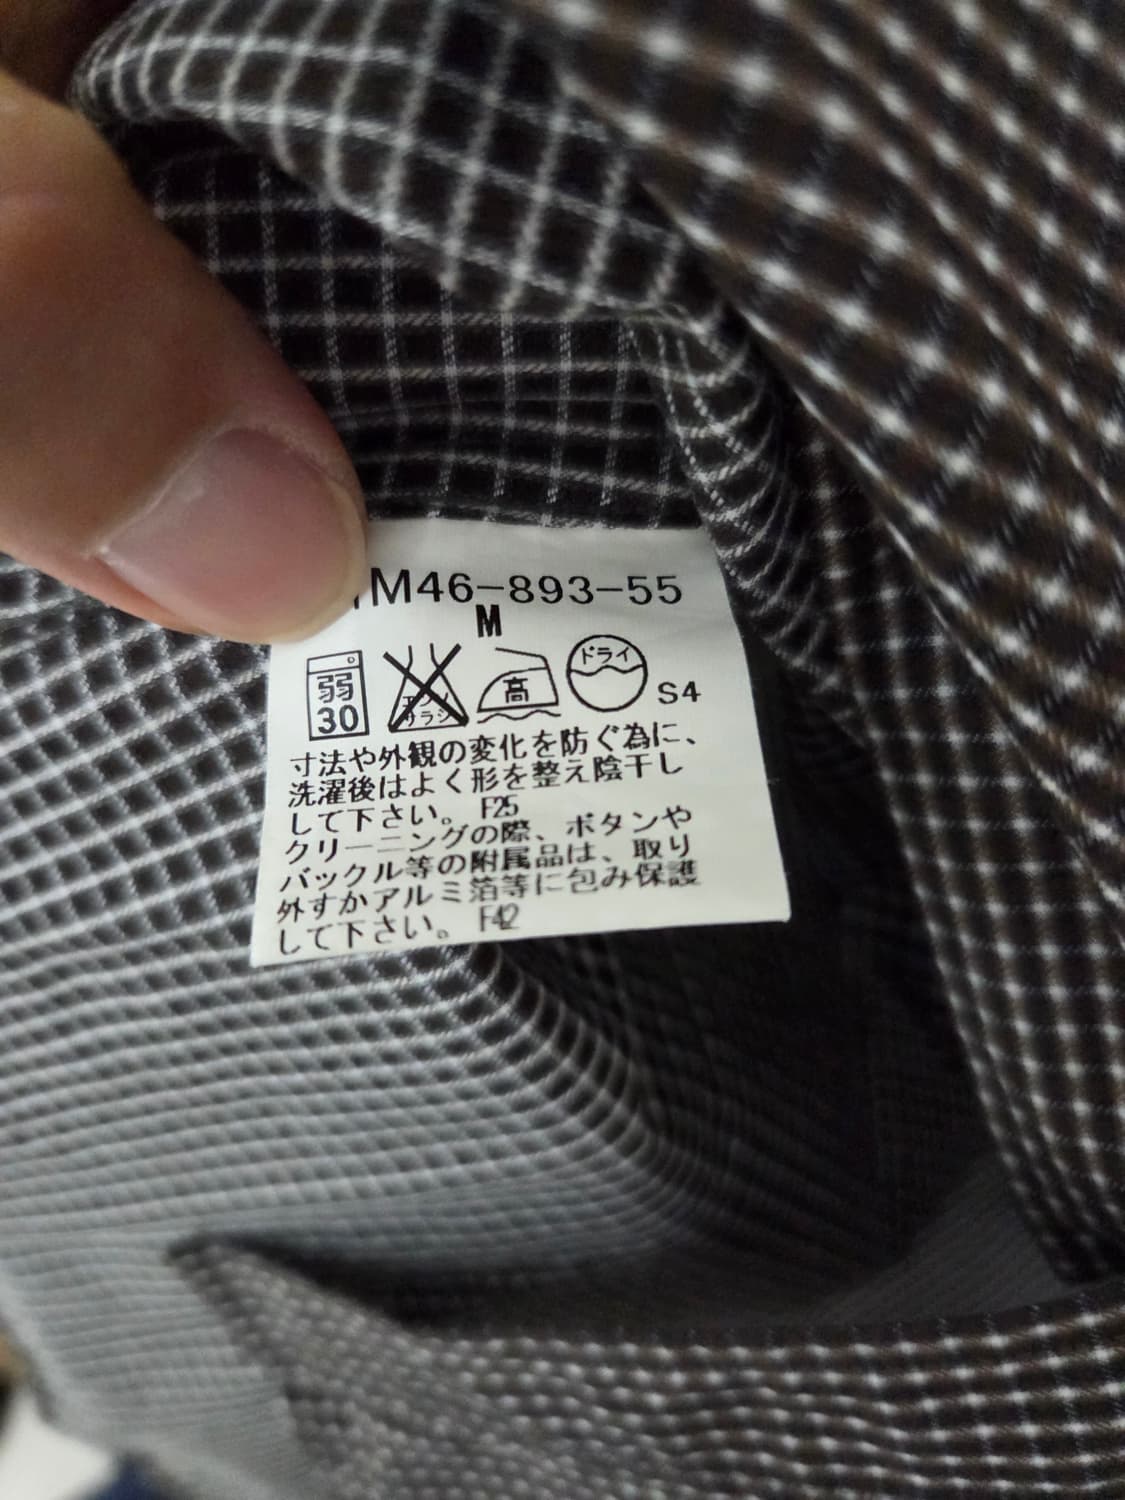 M46-893-55
M
弱
30
エンソ
サラシ
高
ドライ
S4
寸法や外観の変化を防ぐ為に、
洗濯後はよく形を整え陰干し
して下さい。 F25
クリーニングの際、ボタンや
バックル等の附属品は、取り
外すかアルミ箔等に包み保護
して下さい。 F42